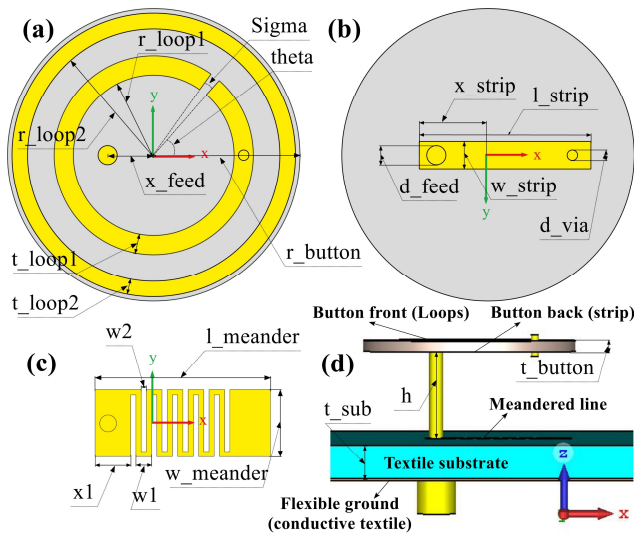 (a)
Sigma
r_loop1
theta
r_loop2
y
x
x_feed
t_loop1
r_button
t_loop2
(b)
x_strip
l_strip
x
d_feed
w_strip
y
d_via
(c)
w2
l_meander
y
x
w_meander
x1
w1
Button front (Loops)
Button back (strip)
(d)
t_button
h
t_sub
Meandered line
Textile substrate
z
Flexible ground
(conductive textile)
x